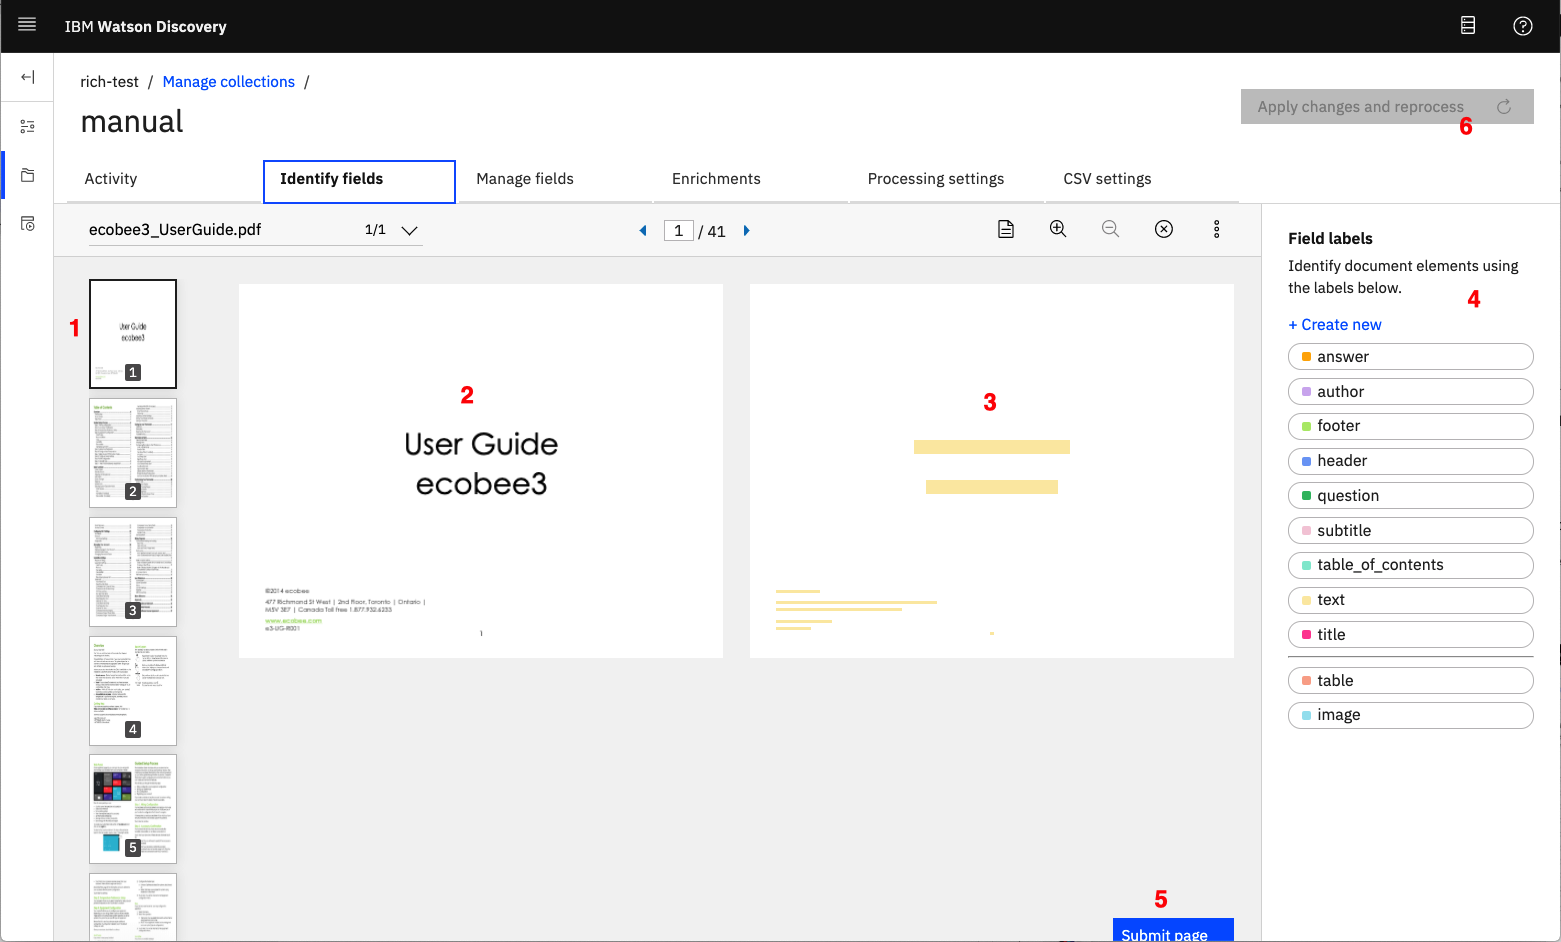 IBM Watson Discovery
rich-test / Manage collections /
manual
Apply changes and reprocess
6
Activity
Identify fields
Manage fields
Enrichments
Processing settings
CSV settings
ecobee3_UserGuide.pdf
1/1
1 / 41
1
User Guide
ecobee3
1
2
3
4
5
2
User Guide
ecobee3
©2014 ecobee
477 Richmond St West | 2nd Floor, Toronto | Ontario |
M5V 3E7 | Canada Toll Free 1.877.932.6233
www.ecobee.com
e3-UG-R001
1
3
5
Submit page
Field labels
Identify document elements using
the labels below.
4
+ Create new
answer
author
footer
header
question
subtitle
table_of_contents
text
title
table
image